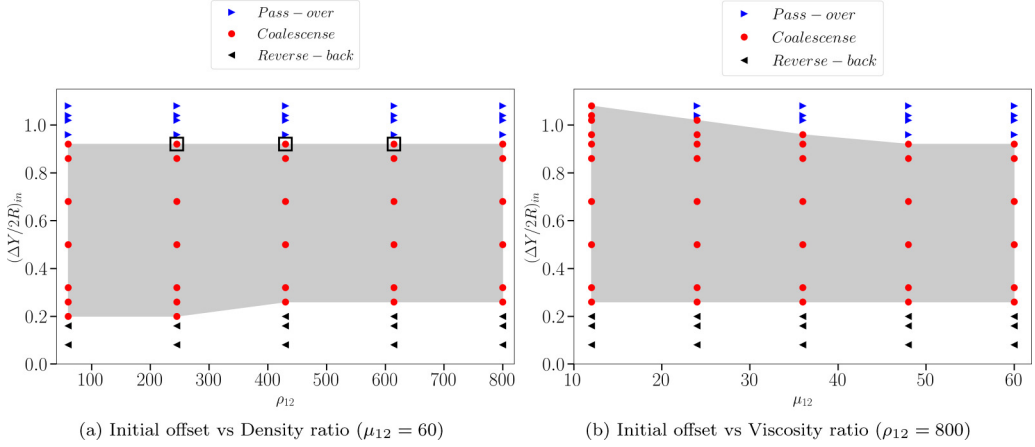 Pass − over
Coalescense
Reverse − back
Pass − over
Coalescense
Reverse − back
(ΔY/2R)in
1.0
0.8
0.6
0.4
0.2
0.0
100 200 300 400 500 600 700 800
ρ12
(ΔY/2R)in
1.0
0.8
0.6
0.4
0.2
0.0
10 20 30 40 50 60
μ12
(a) Initial offset vs Density ratio (μ12 = 60)
(b) Initial offset vs Viscosity ratio (ρ12 = 800)